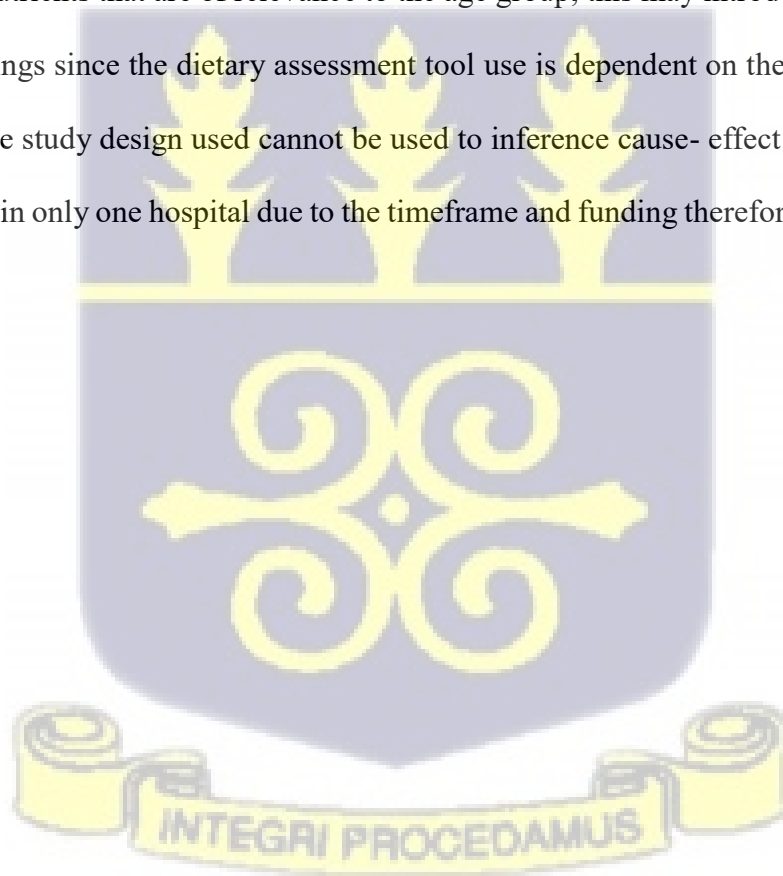 ings since the dietary assessment tool use is dependent on the
e study design used cannot be used to inference cause- effect
in only one hospital due to the timeframe and funding therefor
INTEGRI PROCEDAMUS